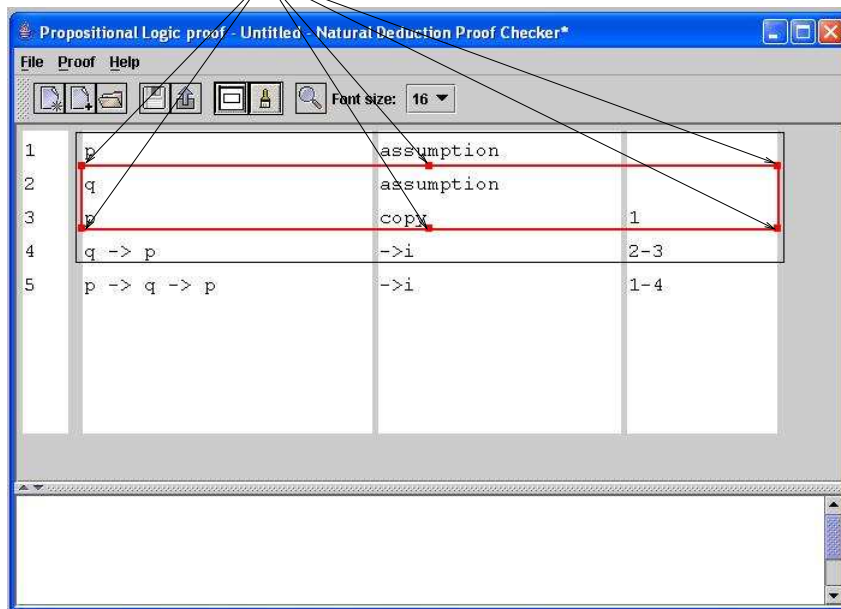 Propositional Logic proof - Untitled - Natural Deduction Proof Checker*
File Proof Help
Font size: 16
1 p assumption
2 q assumption
3 p copy 1
4 q -> p ->i 2-3
5 p -> q -> p ->i 1-4